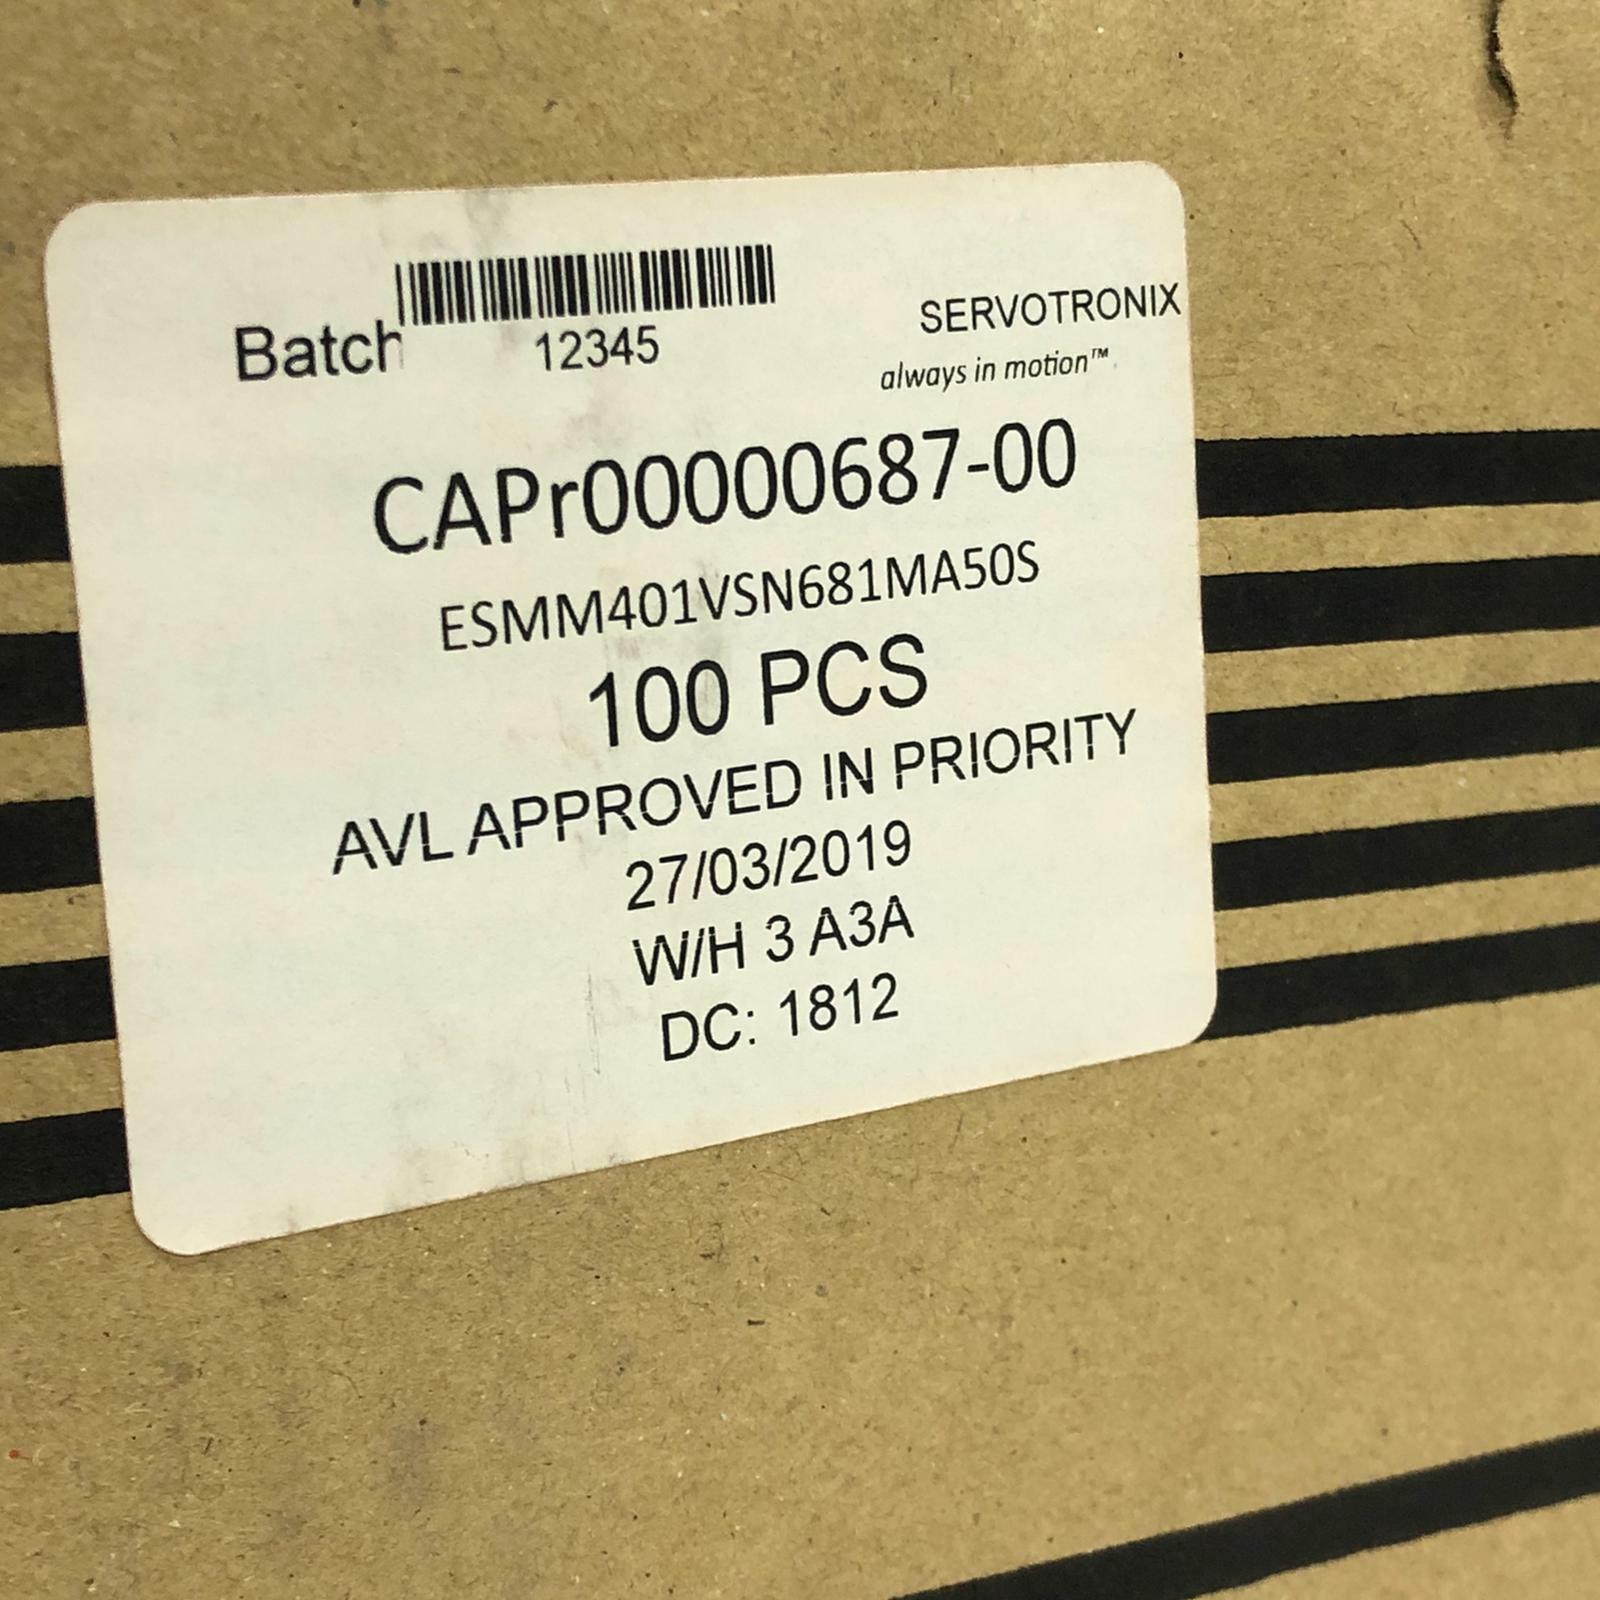 Batch
12345
SERVOTRONIX
always in motion™
CAPr00000687-00
ESMM401VSN681MA50S
100 PCS
AVL APPROVED IN PRIORITY
27/03/2019
W/H 3 A3A
DC: 1812